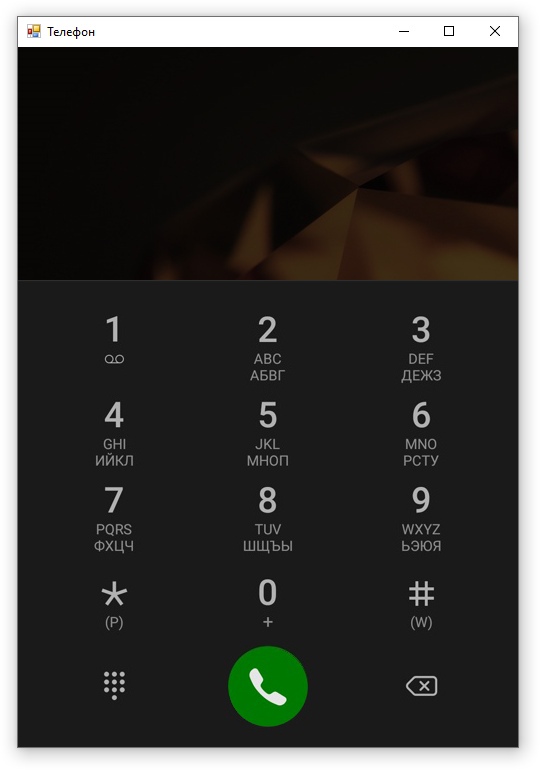 Телефон
1 2 3
ABC DEF
АБВГ ДЕЖЗ
4 5 6
GHI JKL MNO
ИЙКЛ МНОП РСТУ
7 8 9
PQRS TUV WXYZ
ФХЦЧ ШЩЪЫ ЬЭЮЯ
* 0 #
(P) + (W)